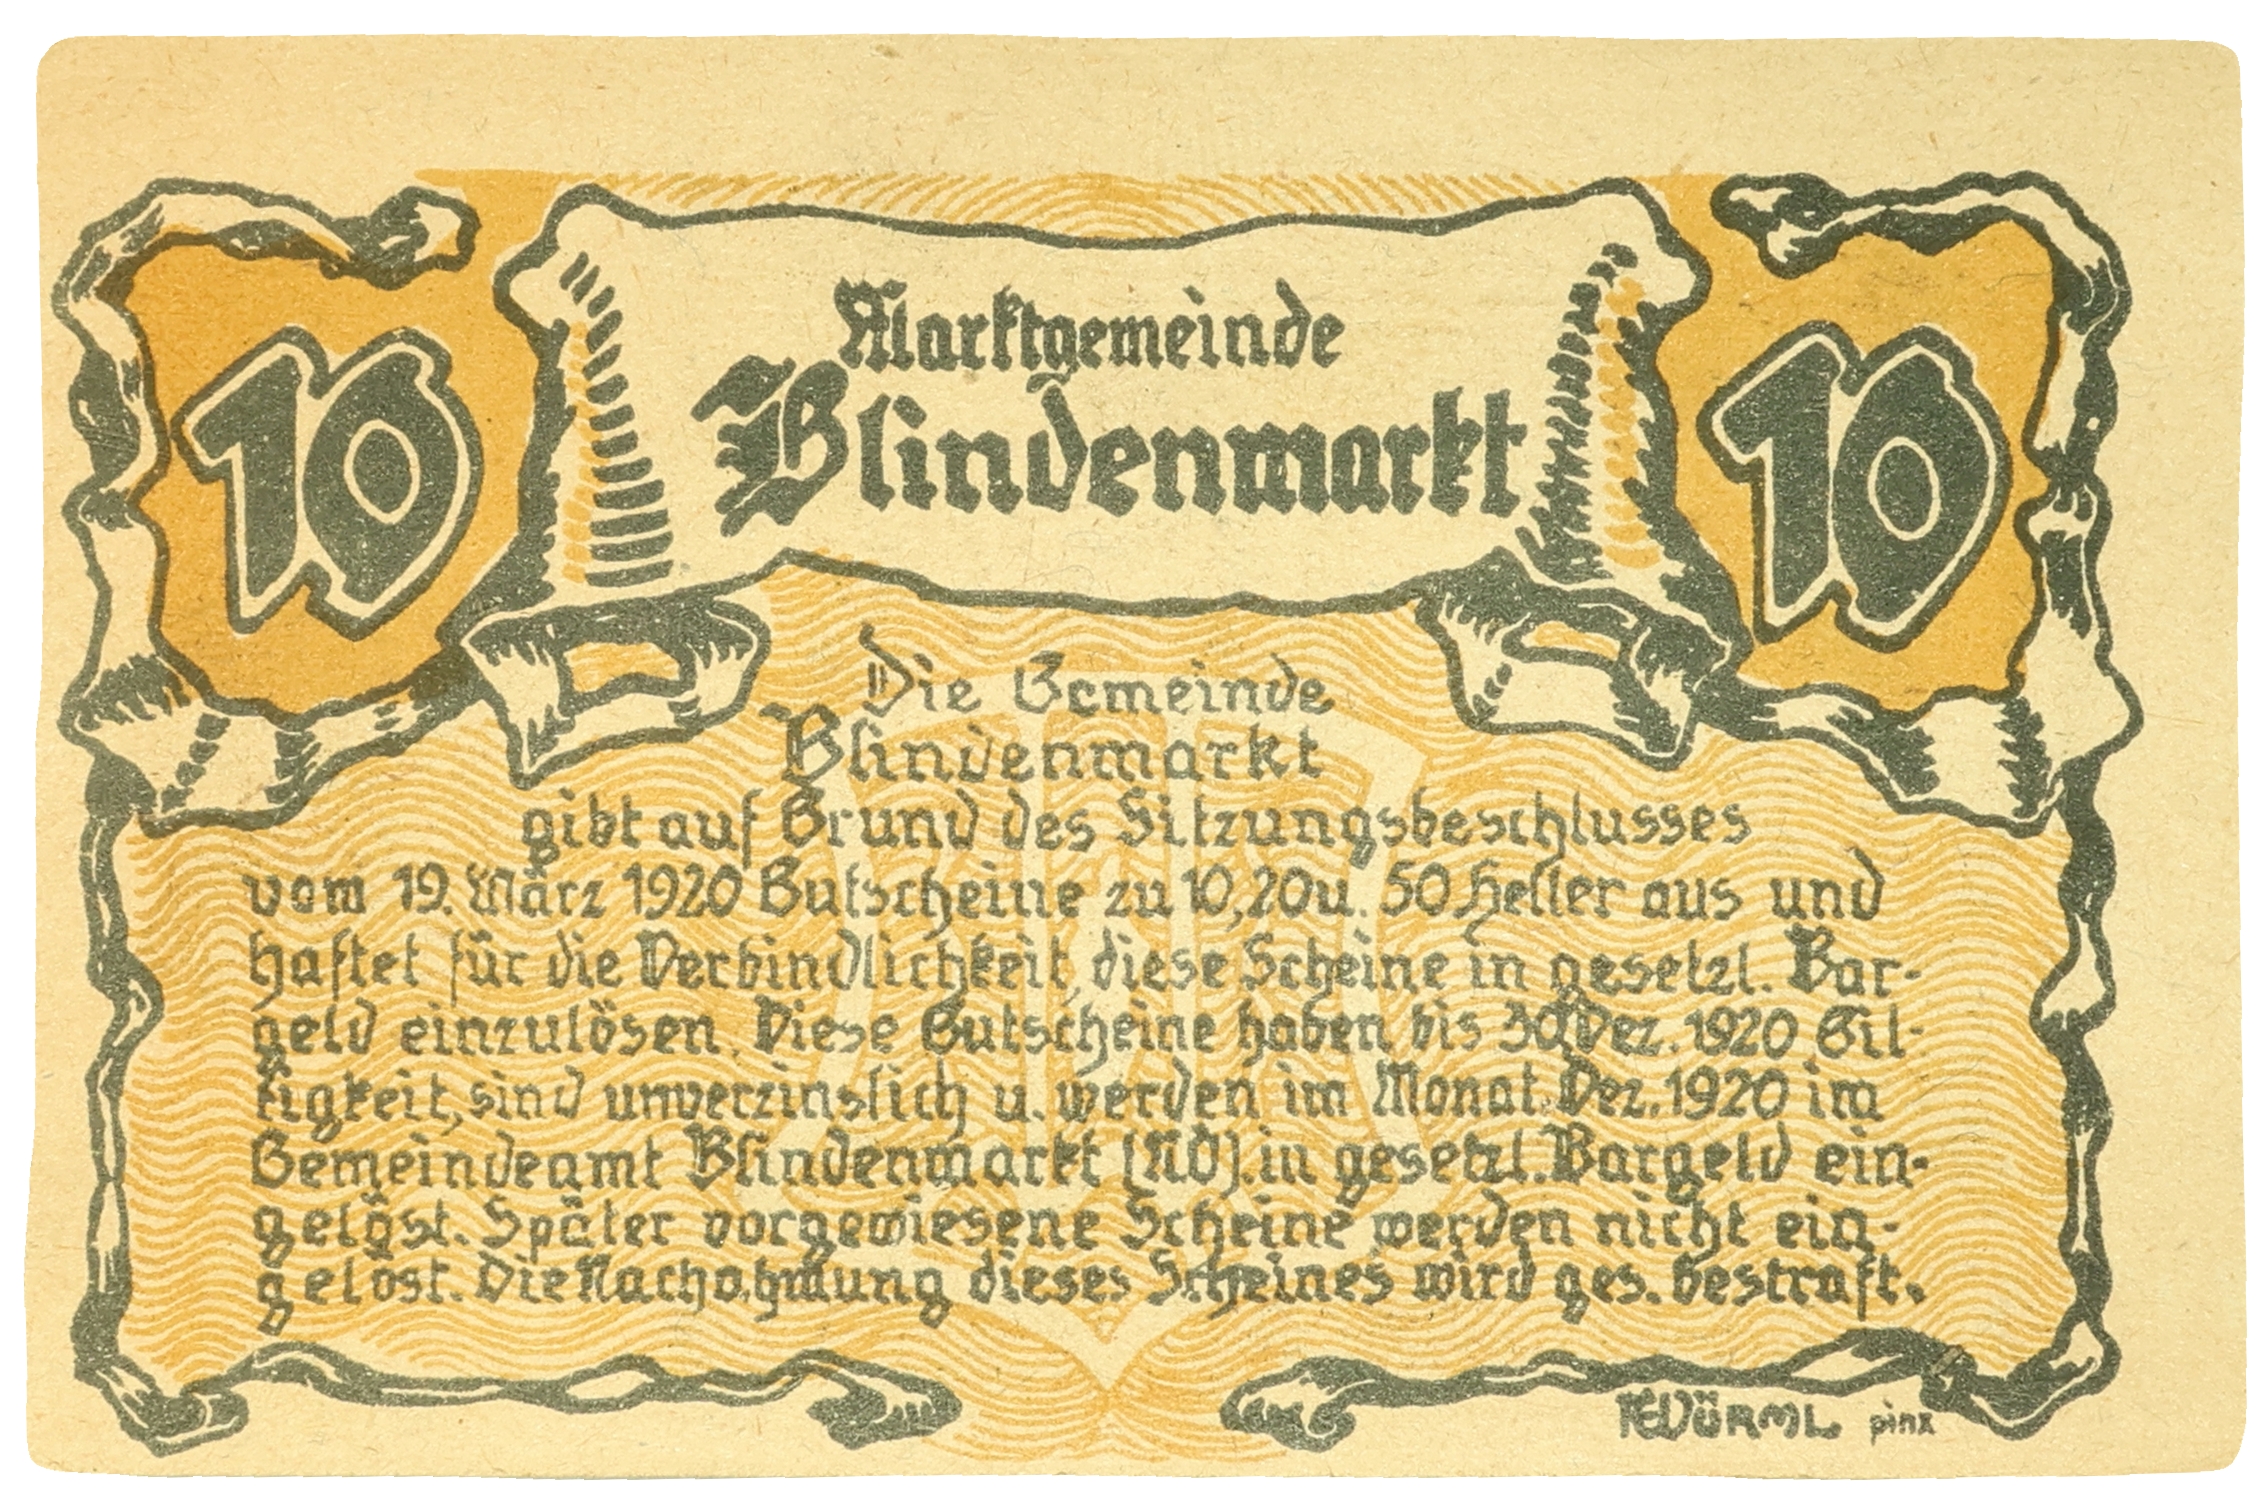 Marktgemeinde
Blindenmarkt
10
10
Die Gemeinde
Blindenmarkt
gibt auf Grund des Sitzungsbeschlusses
vom 19. März 1920 Gutscheine zu 10,20u. 50 Heller aus und
haftet für die Verbindlichkeit, diese Scheine in gesetzl. Bar-
geld einzulösen. Diese Gutscheine haben bis 30. Dez. 1920 Gil-
tigkeit, sind unverzinslich u. werden im Monat Dez. 1920 im
Gemeindeamt Blindenmarkt (NÖ). in gesetzl. Bargeld ein-
gelöst. Später vorgewiesene Scheine werden nicht ein-
gelöst. Die Nachahmung dieses Scheines wird ges. bestraft.
WÜRML pinx